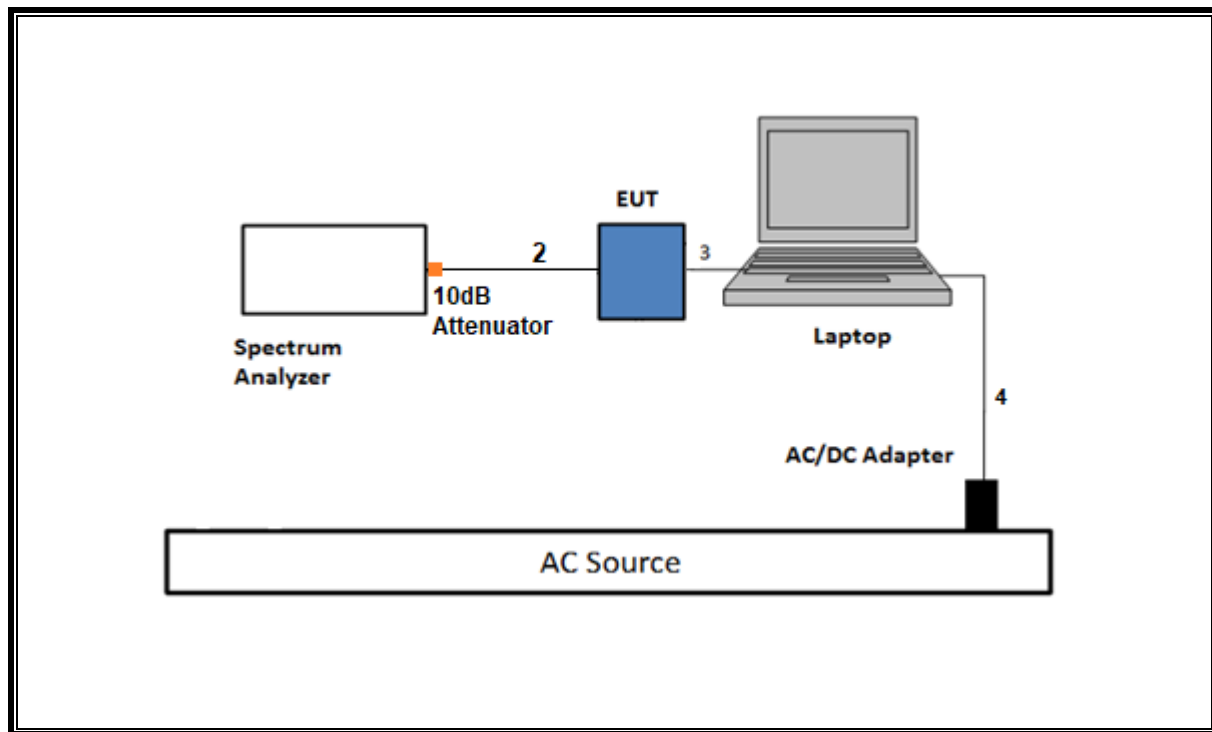 EUT
2
3
10dB
Attenuator
Spectrum
Analyzer
Laptop
4
AC/DC Adapter
AC Source